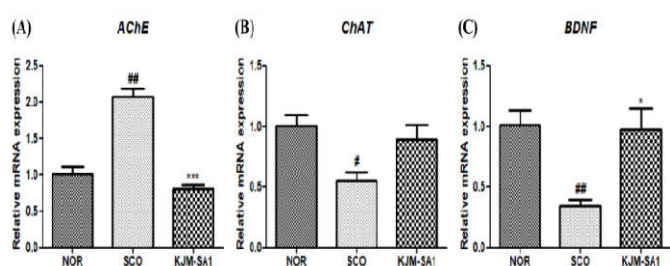 (A) AChE
Relative mRNA expression
2.5
2.0
1.5
1.0
0.5
0.0
##
***
NOR SCO KJM-SA1
(B) ChAT
Relative mRNA expression
1.5
1.0
0.5
0.0
#
NOR SCO KJM-SA1
(C) BDNF
Relative mRNA expression
1.5
1.0
0.5
0.0
##
*
NOR SCO KJM-SA1